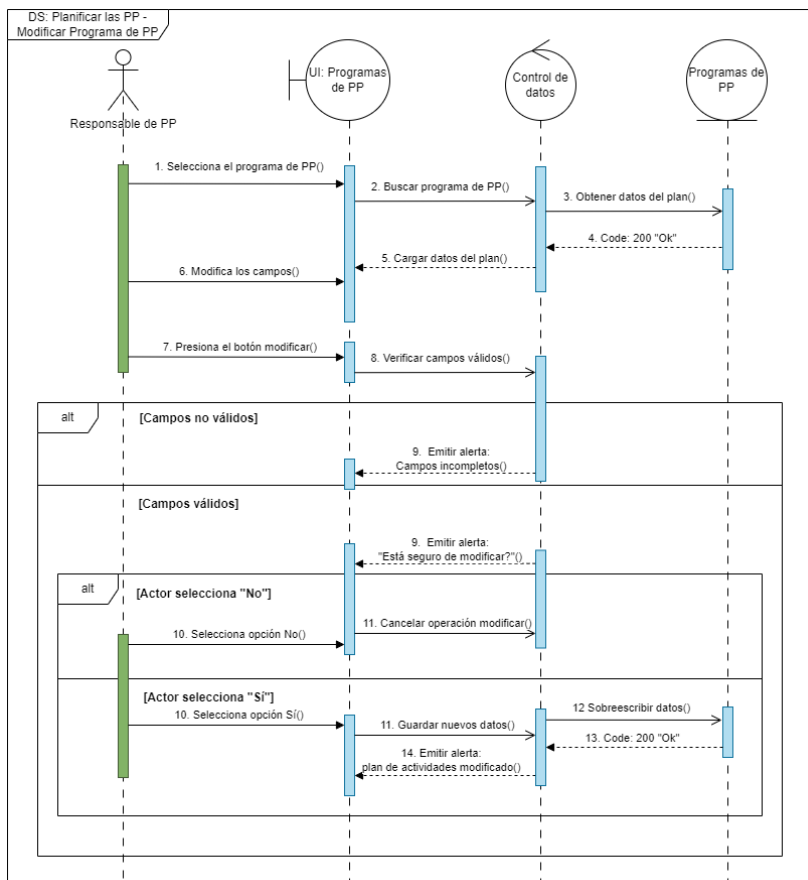 DS: Planificar las PP -
Modificar Programa de PP
Responsable de PP
UI: Programas
de PP
Control de
datos
Programas de
PP
1. Selecciona el programa de PP()
2. Buscar programa de PP()
3. Obtener datos del plan()
4. Code: 200 "Ok"
5. Cargar datos del plan()
6. Modifica los campos()
7. Presiona el botón modificar()
8. Verificar campos válidos()
alt
[Campos no válidos]
9. Emitir alerta:
Campos incompletos()
[Campos válidos]
9. Emitir alerta:
"Está seguro de modificar?"()
alt
[Actor selecciona "No"]
10. Selecciona opción No()
11. Cancelar operación modificar()
[Actor selecciona "Sí"]
10. Selecciona opción Sí()
11. Guardar nuevos datos()
12 Sobreescribir datos()
13. Code: 200 "Ok"
14. Emitir alerta:
plan de actividades modificado()